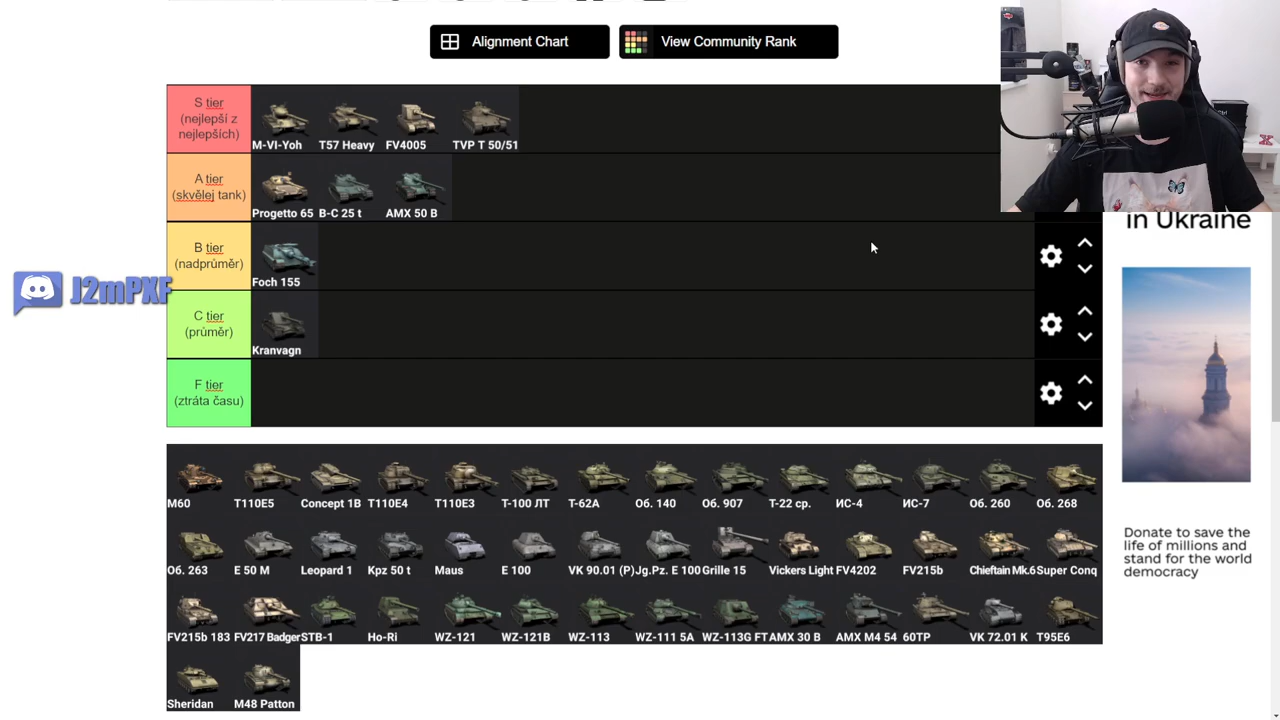 Alignment Chart
View Community Rank
S tier
(nejlepší z
nejlepších)
M-VI-Yoh
T57 Heavy
FV4005
TVP T 50/51
A tier
(skvělej tank)
Progetto 65
B-C 25 t
AMX 50 B
in Ukraine
B tier
(nadprůměr)
Foch 155
J2mPXF
C tier
(průměr)
Kranvagn
F tier
(ztráta času)
M60
T110E5
Concept 1B
T110E4
T110E3
T-100 ЛТ
T-62A
Об. 140
Об. 907
Т-22 ср.
ИС-4
ИС-7
Об. 260
Об. 268
Об. 263
E 50 M
Leopard 1
Kpz 50 t
Maus
E 100
VK 90.01 (P)
Jg.Pz. E 100
Grille 15
Vickers Light
FV4202
FV215b
Chieftain Mk.6
Super Conq
FV215b 183
FV217 Badger
STB-1
Ho-Ri
WZ-121
WZ-121B
WZ-113
WZ-111 5A
WZ-113G FT
AMX 30 B
AMX M4 54
60TP
VK 72.01 K
T95E6
Sheridan
M48 Patton
Donate to save the
life of millions and
stand for the world
democracy